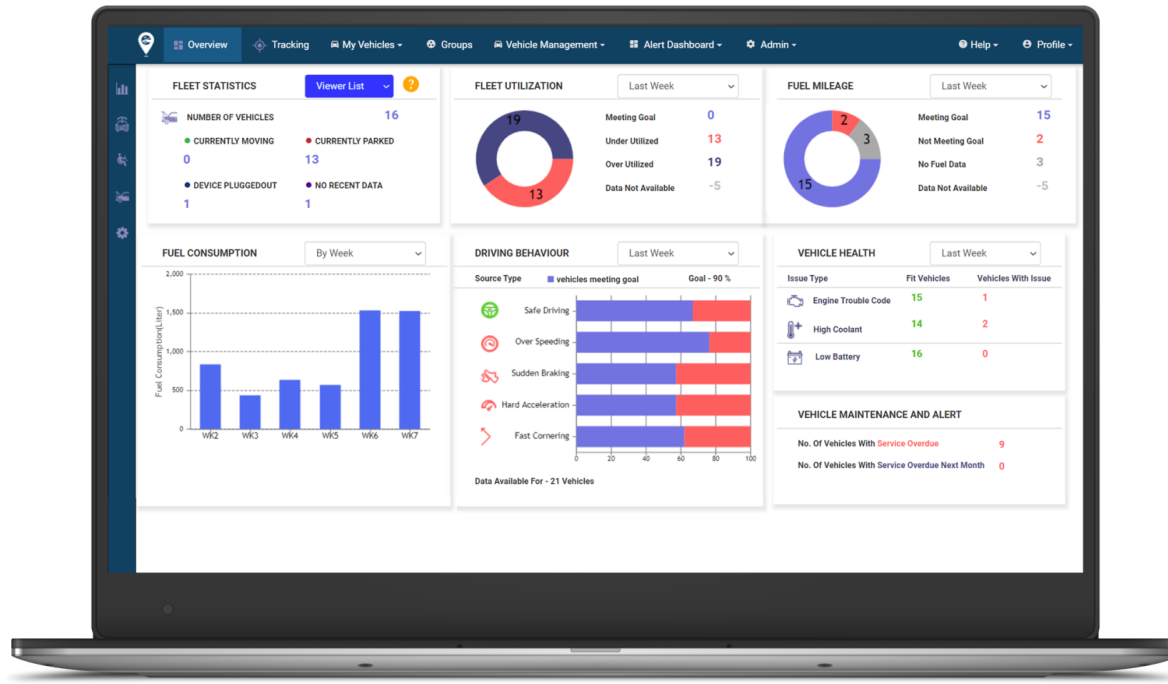 Overview
Tracking
My Vehicles
Groups
Vehicle Management
Alert Dashboard
Admin
Help
Profile
FLEET STATISTICS
Viewer List
?
NUMBER OF VEHICLES 16
CURRENTLY MOVING
0
CURRENTLY PARKED
13
DEVICE PLUGGEDOUT
1
NO RECENT DATA
1
FLEET UTILIZATION
Last Week
19
13
Meeting Goal 0
Under Utilized 13
Over Utilized 19
Data Not Available -5
FUEL MILEAGE
Last Week
2
3
15
Meeting Goal 15
Not Meeting Goal 2
No Fuel Data 3
Data Not Available -5
FUEL CONSUMPTION
By Week
Fuel Consumption(Liter)
2,000
1,500
1,000
500
0
WK2 WK3 WK4 WK5 WK6 WK7
DRIVING BEHAVIOUR
Last Week
Source Type vehicles meeting goal Goal - 90 %
Safe Driving
Over Speeding
Sudden Braking
Hard Acceleration
Fast Cornering
0 20 40 60 80 100
Data Available For - 21 Vehicles
VEHICLE HEALTH
Last Week
Issue Type Fit Vehicles Vehicles With Issue
Engine Trouble Code 15 1
High Coolant 14 2
Low Battery 16 0
VEHICLE MAINTENANCE AND ALERT
No. Of Vehicles With Service Overdue 9
No. Of Vehicles With Service Overdue Next Month 0